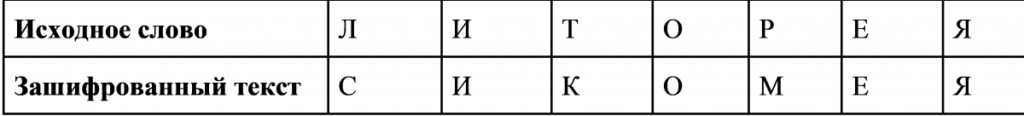 Исходное слово Л И Т О Р Е Я
Зашифрованный текст С И К О М Е Я